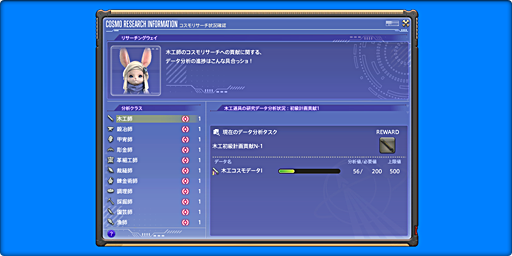 COSMO RESEARCH INFORMATION コスモリサーチ状況確認
リサーチングウェイ
木工師のコスモリサーチへの貢献に関する、
データ分析の進捗はこんな具合っショ！
分析クラス
木工師 1
鍛冶師 1
甲冑師 1
彫金師 1
革細工師 1
裁縫師 1
錬金術師 1
調理師 1
採掘師 1
園芸師 1
漁師 1
木工道具の研究データ分析状況：初級計画貢献1
現在のデータ分析タスク REWARD
木工初級計画貢献N-1
データ名 分析値/必要値 上限値
木工コスモデータI 56/ 200 500